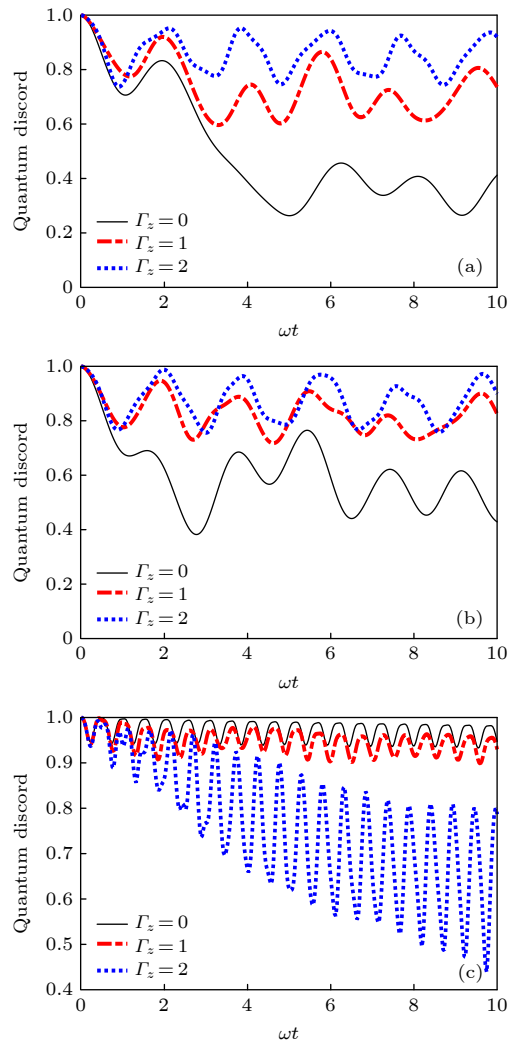 1.0
0.8
0.6
0.4
0.2
0
Quantum discord
Γz = 0
Γz = 1
Γz = 2
(a)
0 2 4 6 8 10
ωt
1.0
0.8
0.6
0.4
0.2
0
Quantum discord
Γz = 0
Γz = 1
Γz = 2
(b)
0 2 4 6 8 10
ωt
1.0
0.9
0.8
0.7
0.6
0.5
0.4
Quantum discord
Γz = 0
Γz = 1
Γz = 2
(c)
0 2 4 6 8 10
ωt